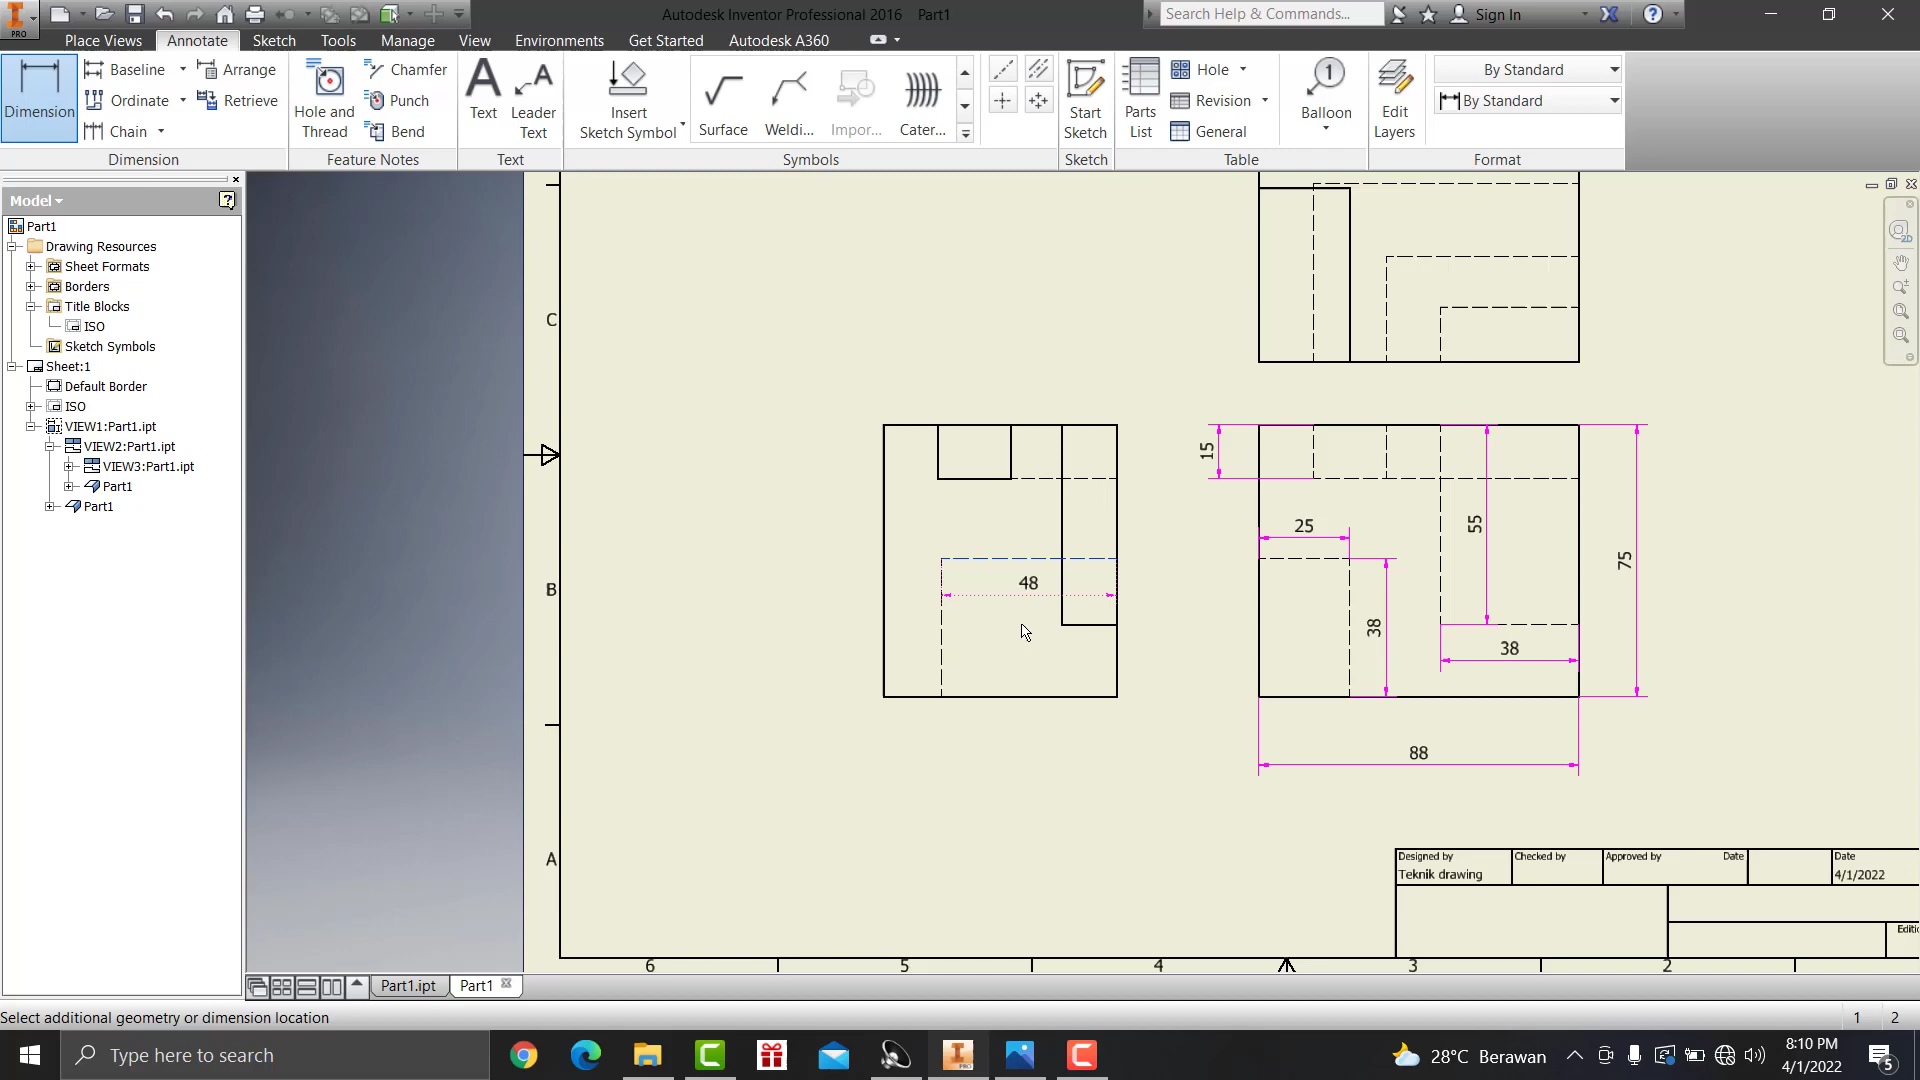 Autodesk Inventor Professional 2016 Part1
Search Help & Commands...
Sign In
PRO
Place Views Annotate Sketch Tools Manage View Environments Get Started Autodesk A360
Dimension
Baseline
Ordinate
Chain
Arrange
Retrieve
Dimension
Hole and
Thread
Chamfer
Punch
Bend
Feature Notes
Text
Leader
Text
Text
Insert
Sketch Symbol
Surface
Weldi...
Impor...
Cater...
Symbols
Start
Sketch
Sketch
Parts
List
Hole
Revision
General
Table
1
Balloon
Edit
Layers
By Standard
By Standard
Format
Model
Part1
Drawing Resources
Sheet Formats
Borders
Title Blocks
ISO
Sketch Symbols
Sheet:1
Default Border
ISO
VIEW1:Part1.ipt
VIEW2:Part1.ipt
VIEW3:Part1.ipt
Part1
Part1
2D
C
B
A
48
15
25
55
38
38
75
88
Designed by
Teknik drawing
Checked by
Approved by
Date
Date
4/1/2022
6 5 4 3 2
Part1.ipt
Part1
Select additional geometry or dimension location
1 2
Type here to search
PRO
28°C Berawan
8:10 PM
4/1/2022
5